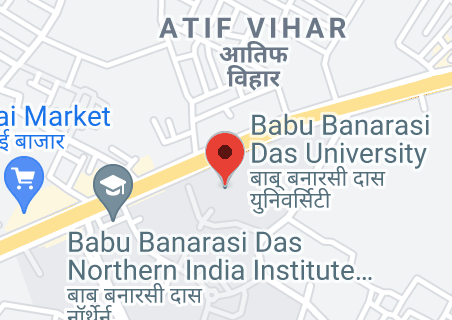 ATIF VIHAR
आतिफ
विहार
ai Market
ई बाजार
Babu Banarasi
Das University
बाबू बनारसी दास
युनिवर्सिटी
Babu Banarasi Das
Northern India Institute...
बाबू बनारसी दास
नॉर्थेर्न